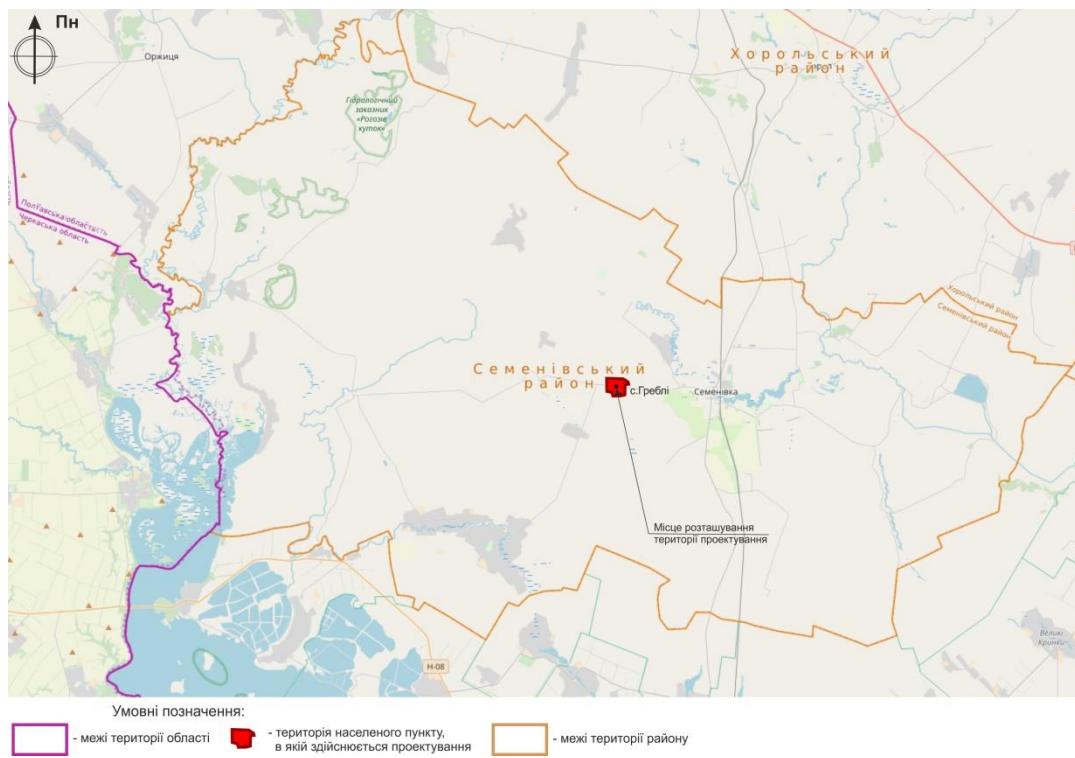 Пн
Оржиця
Хорольський
район
Гідрологічний
заказник
«Рогозів
куток»
Полтавська область
Черкаська область
Хорольський район
Семенівський район
Семенівський
район
с.Греблі
Семенівка
Місце розташування
території проектування
Великі
Кринки
Н-08
Умовні позначення:
- межі території області
- територія населеного пункту,
в якій здійснюється проектування
- межі території району